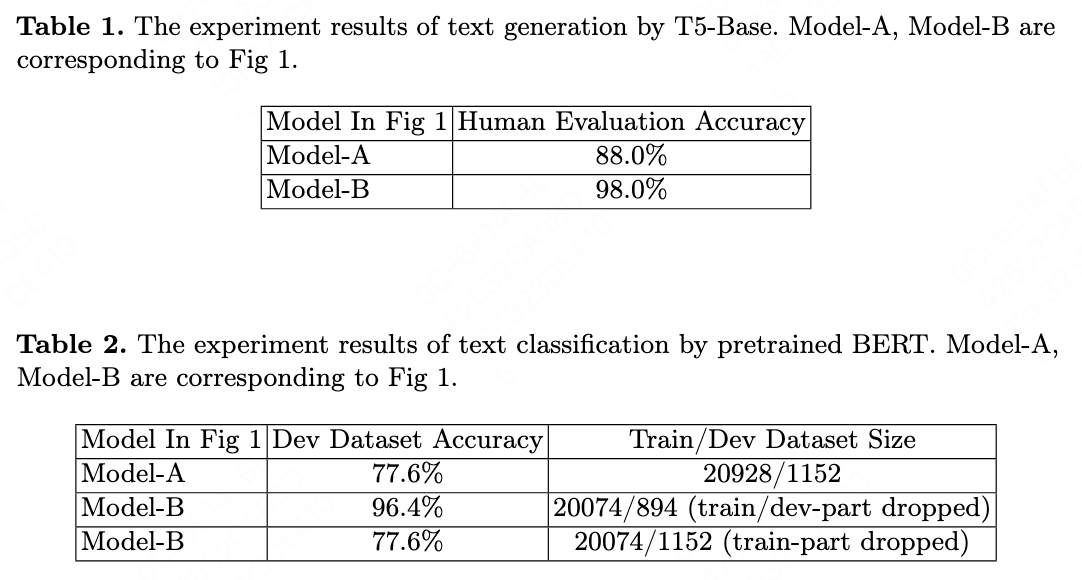 Table 1. The experiment results of text generation by T5-Base. Model-A, Model-B are
corresponding to Fig 1.
Model In Fig 1 Human Evaluation Accuracy
Model-A 88.0%
Model-B 98.0%
Table 2. The experiment results of text classification by pretrained BERT. Model-A,
Model-B are corresponding to Fig 1.
Model In Fig 1 Dev Dataset Accuracy Train/Dev Dataset Size
Model-A 77.6% 20928/1152
Model-B 96.4% 20074/894 (train/dev-part dropped)
Model-B 77.6% 20074/1152 (train-part dropped)